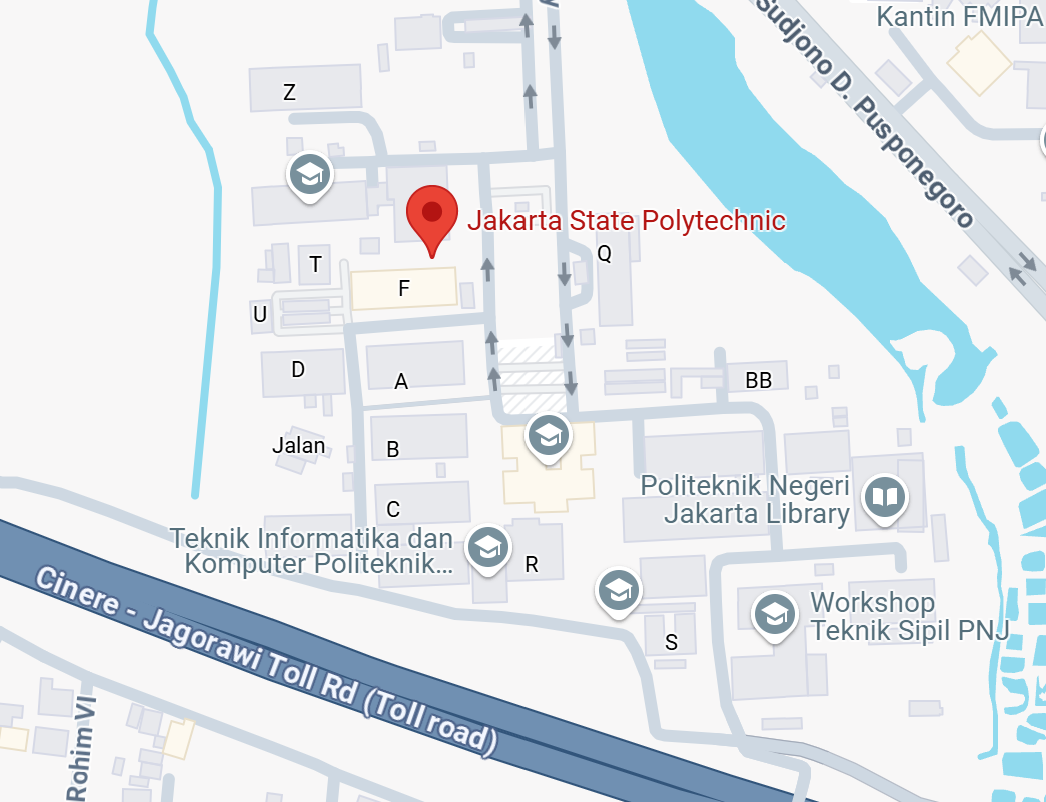 Kantin FMIPA
Sudjono D. Pusponegoro
Z
Jakarta State Polytechnic
Q
T
F
U
D
A
BB
Jalan
B
Politeknik Negeri
Jakarta Library
C
Teknik Informatika dan
Komputer Politeknik...
R
Cinere - Jagorawi Toll Rd (Toll road)
Workshop
Teknik Sipil PNJ
S
Rohim VI